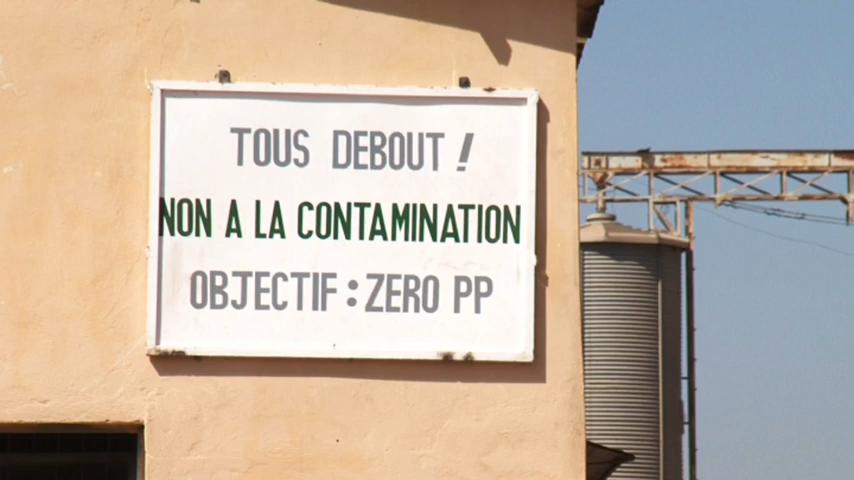 TOUS DEBOUT !
NON A LA CONTAMINATION
OBJECTIF : ZERO PP